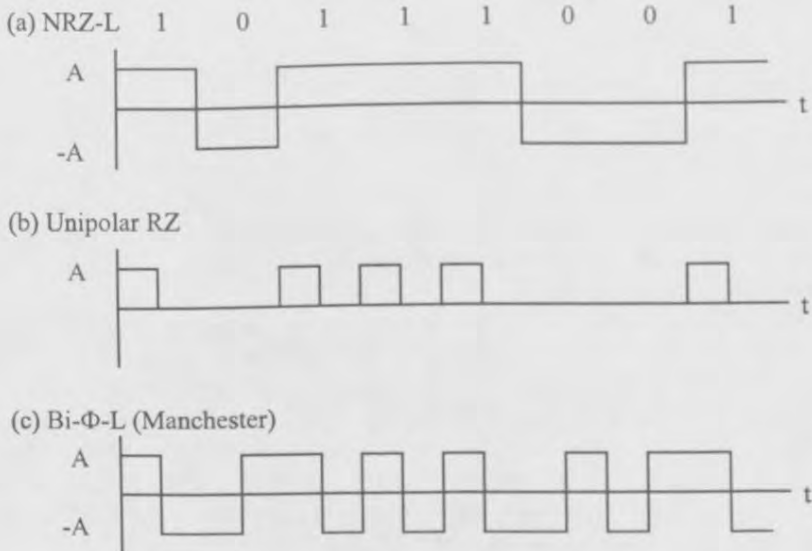 (a) NRZ-L 1 0 1 1 1 0 0 1
A
t
-A
(b) Unipolar RZ
A
t
(c) Bi-Φ-L (Manchester)
A
t
-A